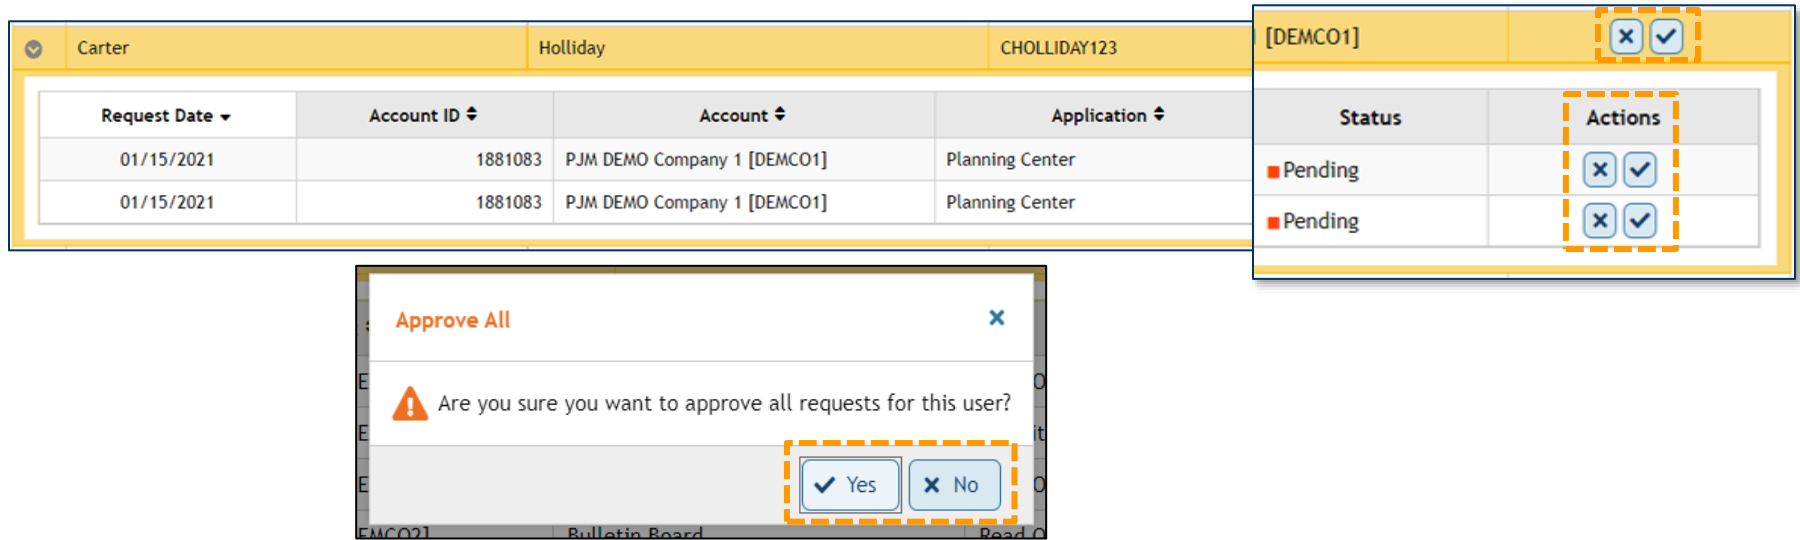 Carter Holliday CHOLLIDAY123 [DEMCO1]
Request Date Account ID Account Application Status Actions
01/15/2021 1881083 PJM DEMO Company 1 [DEMCO1] Planning Center Pending
01/15/2021 1881083 PJM DEMO Company 1 [DEMCO1] Planning Center Pending
Approve All
Are you sure you want to approve all requests for this user?
Yes No
EMCO2] Bulletin Board Read O